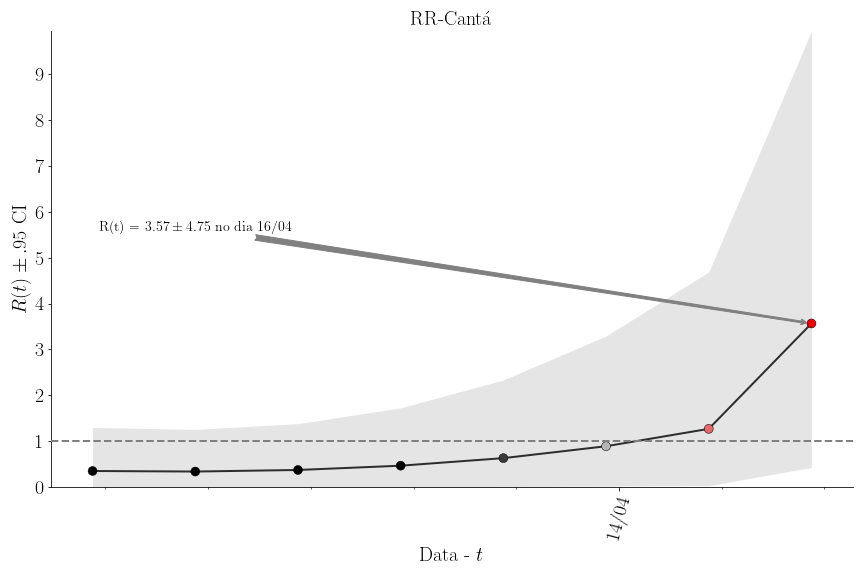 RR-Cantá
R(t) ± .95 CI
9
8
7
6
5
4
3
2
1
0
R(t) = 3.57 ± 4.75 no dia 16/04
14/04
Data - t